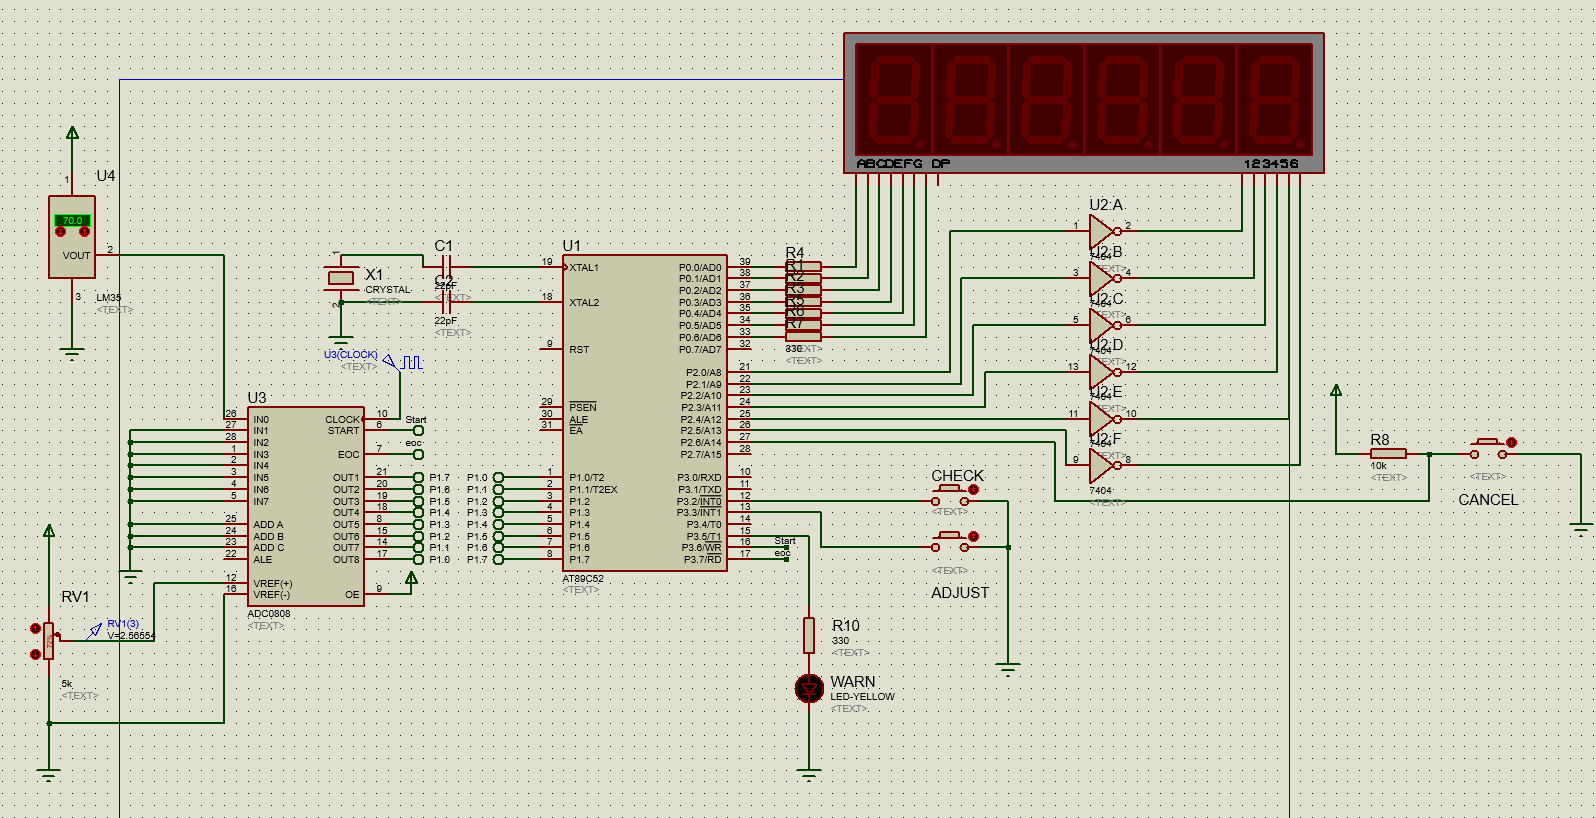 ABCDEFG DP
123456
U4
1
70.0
VOUT
2
3
LM35
<TEXT>
1
X1
CRYSTAL
<TEXT>
2
C1
22pF
<TEXT>
C2
22pF
<TEXT>
U3(CLOCK)
<TEXT>
U1
19 XTAL1
18 XTAL2
9 RST
29 PSEN
30 ALE
31 EA
1 P1.0/T2
2 P1.1/T2EX
3 P1.2
4 P1.3
5 P1.4
6 P1.5
7 P1.6
8 P1.7
P0.0/AD0 39
P0.1/AD1 38
P0.2/AD2 37
P0.3/AD3 36
P0.4/AD4 35
P0.5/AD5 34
P0.6/AD6 33
P0.7/AD7 32
P2.0/A8 21
P2.1/A9 22
P2.2/A10 23
P2.3/A11 24
P2.4/A12 25
P2.5/A13 26
P2.6/A14 27
P2.7/A15 28
P3.0/RXD 10
P3.1/TXD 11
P3.2/INT0 12
P3.3/INT1 13
P3.4/T0 14
P3.5/T1 15
P3.6/WR 16
P3.7/RD 17
AT89C52
<TEXT>
Start
eoc
P1.0
P1.1
P1.2
P1.3
P1.4
P1.5
P1.6
P1.7
R4
R1
R2
R3
R5
R6
R7
330
<TEXT>
<TEXT>
U2:A
1 2
7404
<TEXT>
U2:B
3 4
7404
<TEXT>
U2:C
5 6
7404
<TEXT>
U2:D
13 12
7404
<TEXT>
U2:E
11 10
7404
<TEXT>
U2:F
9 8
7404
<TEXT>
R8
10k
<TEXT>
<TEXT>
CANCEL
CHECK
<TEXT>
<TEXT>
ADJUST
R10
330
<TEXT>
WARN
LED-YELLOW
<TEXT>
U3
26 IN0
27 IN1
28 IN2
1 IN3
2 IN4
3 IN5
4 IN6
5 IN7
25 ADD A
24 ADD B
23 ADD C
22 ALE
12 VREF(+)
16 VREF(-)
CLOCK 10
START 6
EOC 7
OUT1 21
OUT2 20
OUT3 19
OUT4 18
OUT5 8
OUT6 15
OUT7 14
OUT8 17
OE 9
ADC0808
<TEXT>
Start
eoc
P1.7
P1.6
P1.5
P1.4
P1.3
P1.2
P1.1
P1.0
RV1
RV1(3)
V=2.56554
5k
<TEXT>